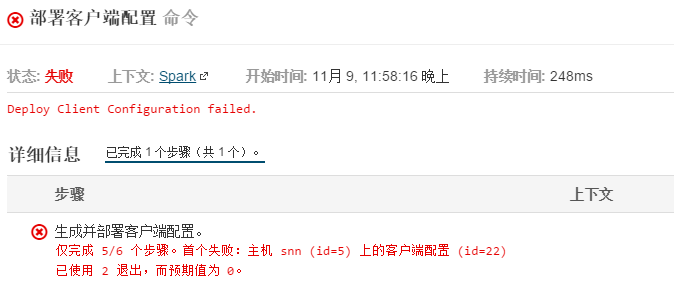 部署客户端配置 命令
状态: 失败 上下文: Spark 开始时间: 11月 9, 11:58:16 晚上 持续时间: 248ms
Deploy Client Configuration failed.
详细信息 已完成 1 个步骤（共 1 个）。
步骤 上下文
生成并部署客户端配置。
仅完成 5/6 个步骤。首个失败: 主机 snn (id=5) 上的客户端配置 (id=22)
已使用 2 退出，而预期值为 0。